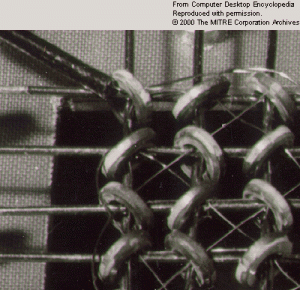 From Computer Desktop Encyclopedia
Reproduced with permission.
© 2000 The MITRE Corporation Archives